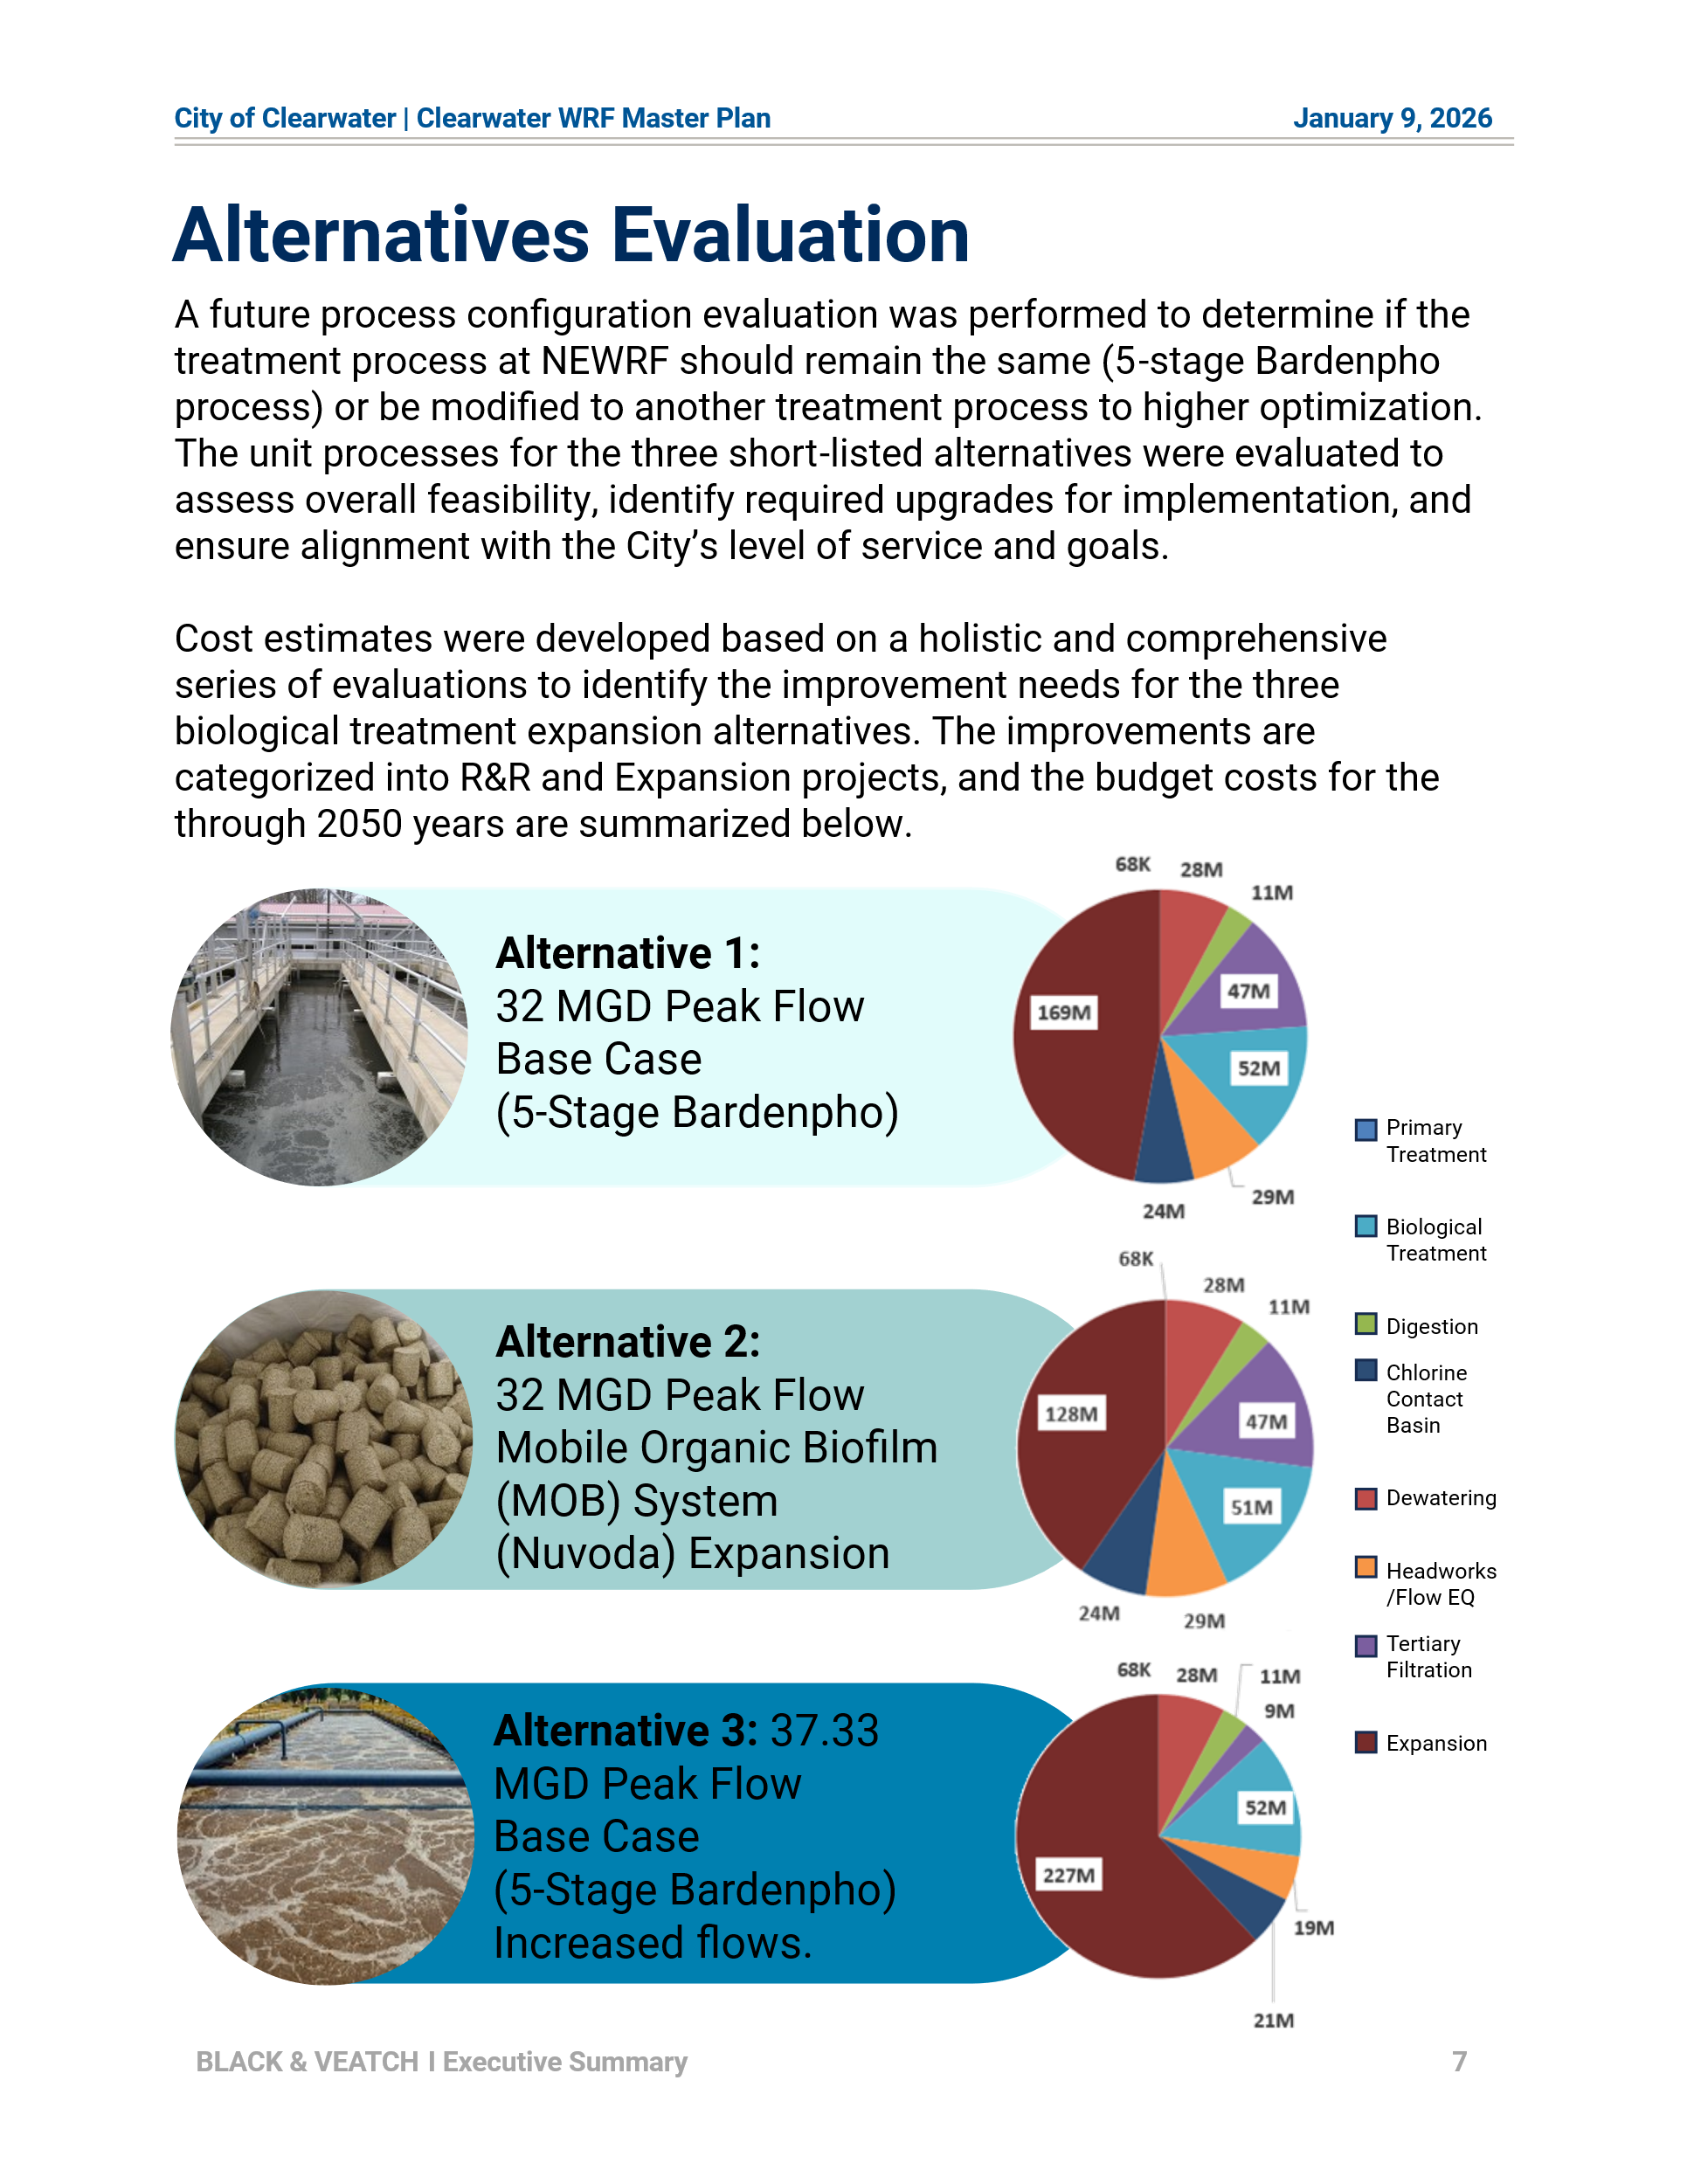 City of Clearwater | Clearwater WRF Master Plan
January 9, 2026
Alternatives Evaluation
A future process configuration evaluation was performed to determine if the
treatment process at NEWRF should remain the same (5-stage Bardenpho
process) or be modified to another treatment process to higher optimization.
The unit processes for the three short-listed alternatives were evaluated to
assess overall feasibility, identify required upgrades for implementation, and
ensure alignment with the City’s level of service and goals.
Cost estimates were developed based on a holistic and comprehensive
series of evaluations to identify the improvement needs for the three
biological treatment expansion alternatives. The improvements are
categorized into R&R and Expansion projects, and the budget costs for the
through 2050 years are summarized below.
Alternative 1:
32 MGD Peak Flow
Base Case
(5-Stage Bardenpho)
68K
28M
11M
47M
52M
29M
24M
169M
Alternative 2:
32 MGD Peak Flow
Mobile Organic Biofilm
(MOB) System
(Nuvoda) Expansion
68K
28M
11M
47M
51M
29M
24M
128M
Alternative 3: 37.33
MGD Peak Flow
Base Case
(5-Stage Bardenpho)
Increased flows.
68K
28M
11M
9M
52M
19M
21M
227M
Primary
Treatment
Biological
Treatment
Digestion
Chlorine
Contact
Basin
Dewatering
Headworks
/Flow EQ
Tertiary
Filtration
Expansion
BLACK & VEATCH I Executive Summary
7